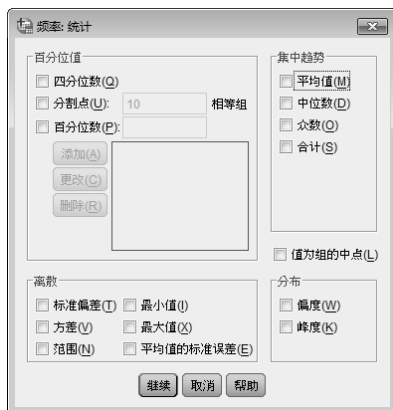 频率: 统计
百分位值
四分位数(Q)
分割点(U): 10 相等组
百分位数(P):
添加(A)
更改(C)
删除(R)
集中趋势
平均值(M)
中位数(D)
众数(O)
合计(S)
值为组的中点(L)
离散
标准偏差(T) 最小值(I)
方差(V) 最大值(X)
范围(N) 平均值的标准误差(E)
分布
偏度(W)
峰度(K)
继续 取消 帮助